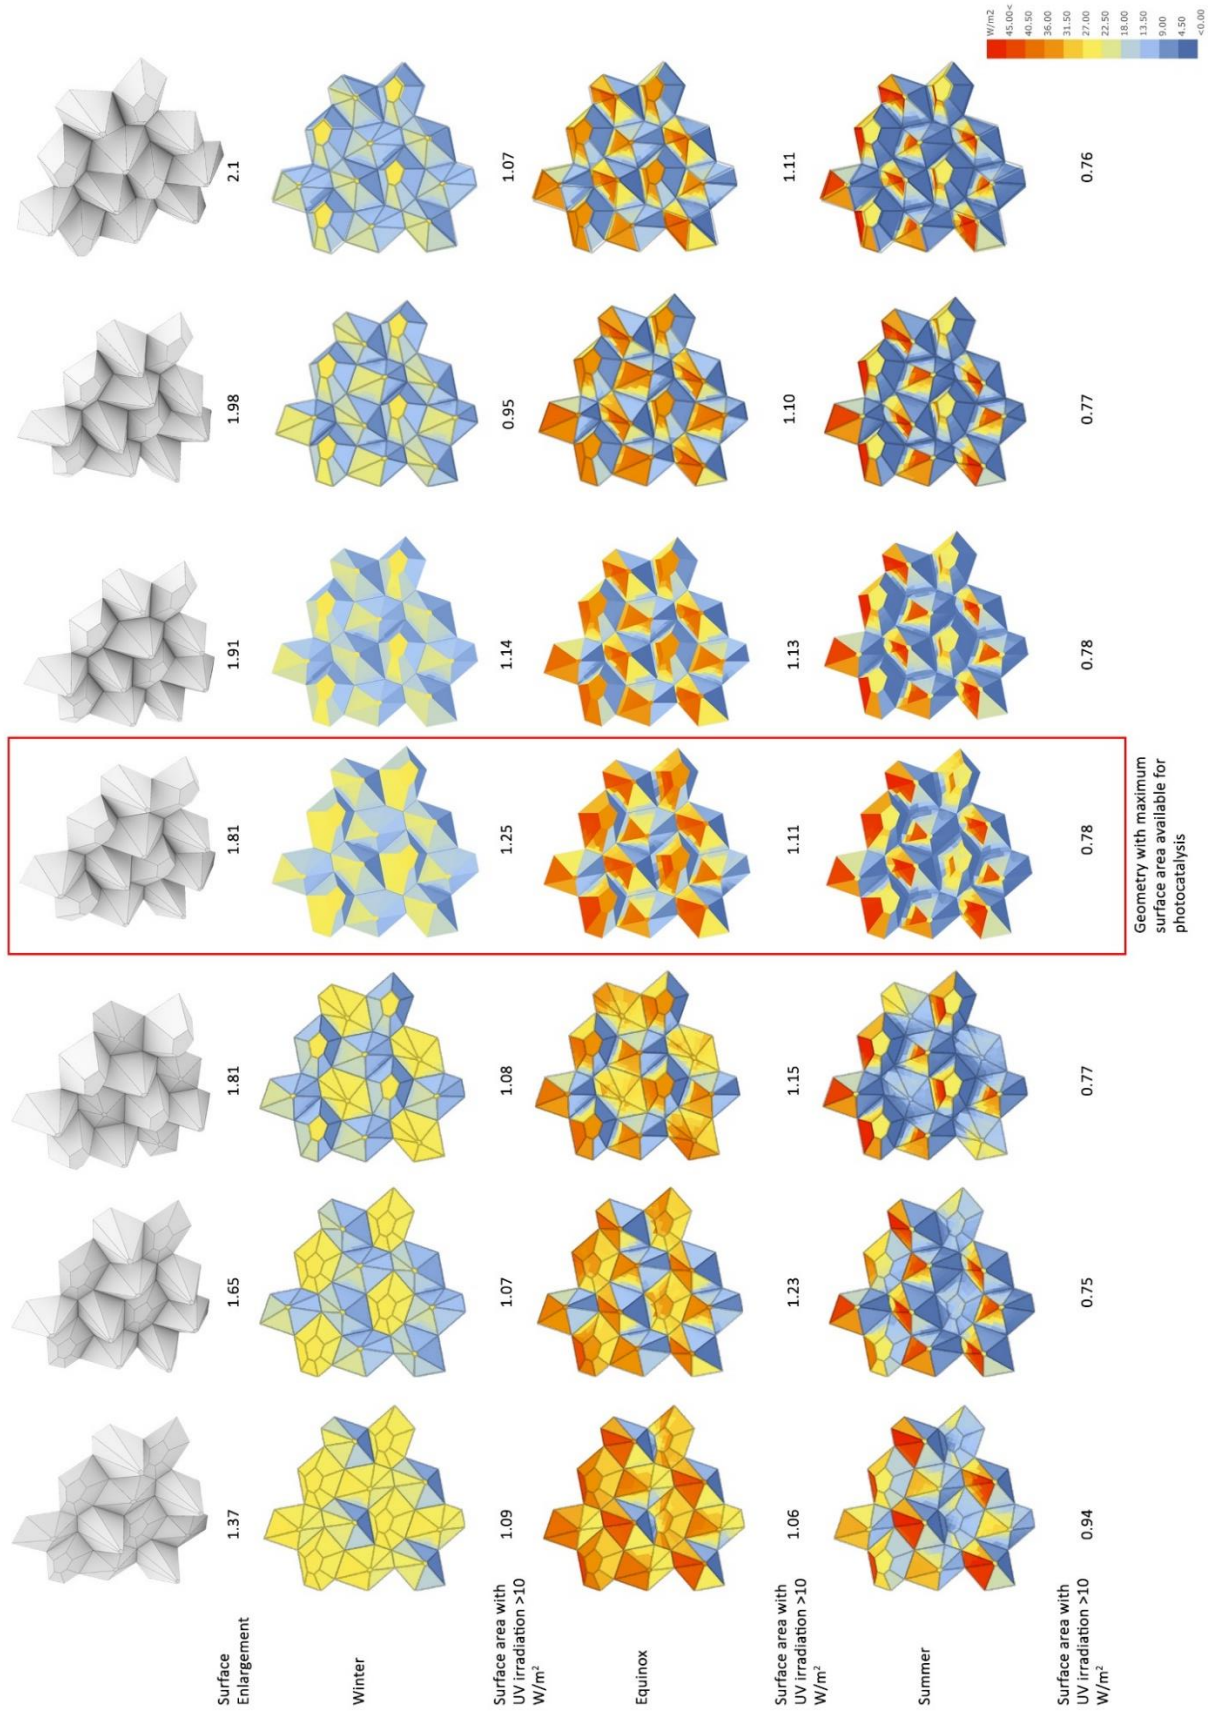 Surface
Enlargement
1.37
1.65
1.81
1.81
1.91
1.98
2.1
Winter
Surface area with
UV irradiation >10
W/m²
1.09
1.07
1.08
1.25
1.14
0.95
1.07
Equinox
Surface area with
UV irradiation >10
W/m²
1.06
1.23
1.15
1.11
1.13
1.10
1.11
Summer
Surface area with
UV irradiation >10
W/m²
0.94
0.75
0.77
0.78
0.78
0.77
0.76
Geometry with maximum
surface area available for
photocatalysis
W/m2
45.00<
40.50
36.00
31.50
27.00
22.50
18.00
13.50
9.00
4.50
<0.00